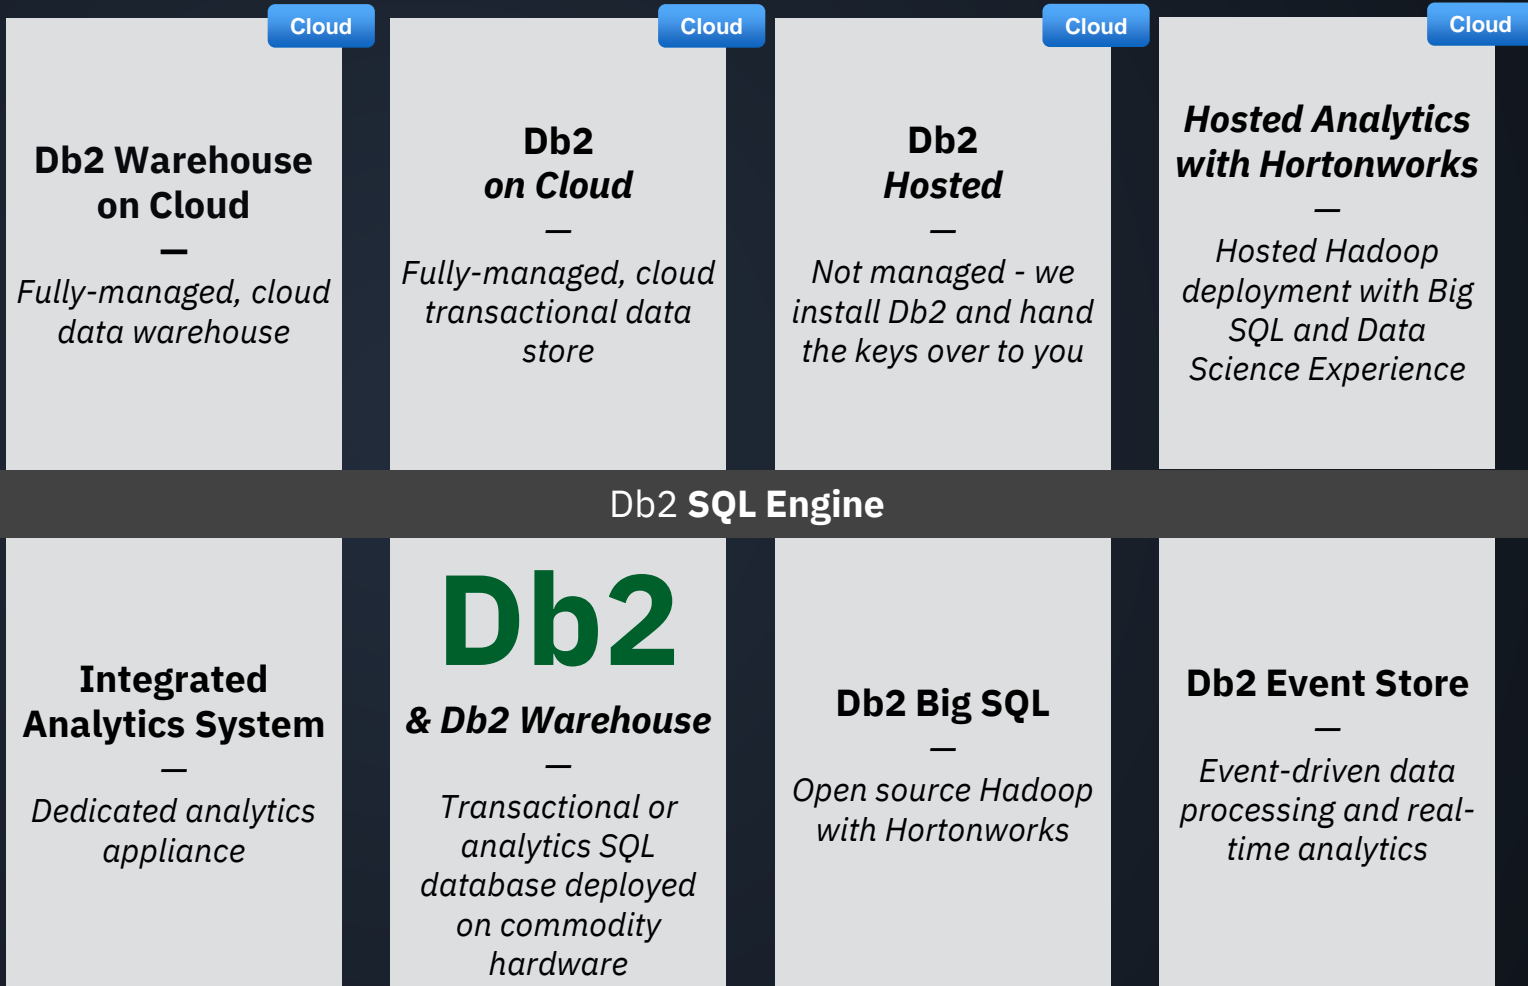 Cloud
Db2 Warehouse
on Cloud
—
Fully-managed, cloud
data warehouse
Cloud
Db2
on Cloud
—
Fully-managed, cloud
transactional data
store
Cloud
Db2
Hosted
—
Not managed - we
install Db2 and hand
the keys over to you
Cloud
Hosted Analytics
with Hortonworks
—
Hosted Hadoop
deployment with Big
SQL and Data
Science Experience
Db2 SQL Engine
Integrated
Analytics System
—
Dedicated analytics
appliance
Db2
& Db2 Warehouse
—
Transactional or
analytics SQL
database deployed
on commodity
hardware
Db2 Big SQL
—
Open source Hadoop
with Hortonworks
Db2 Event Store
—
Event-driven data
processing and real-
time analytics